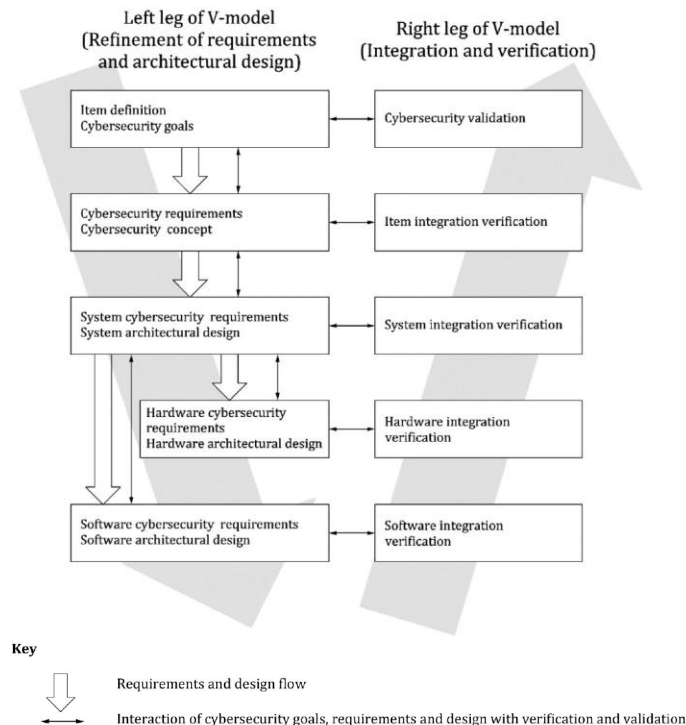 Left leg of V-model
(Refinement of requirements
and architectural design)
Right leg of V-model
(Integration and verification)
Item definition
Cybersecurity goals
Cybersecurity validation
Cybersecurity requirements
Cybersecurity concept
Item integration verification
System cybersecurity requirements
System architectural design
System integration verification
Hardware cybersecurity
requirements
Hardware architectural design
Hardware integration
verification
Software cybersecurity requirements
Software architectural design
Software integration
verification
Key
Requirements and design flow
Interaction of cybersecurity goals, requirements and design with verification and validation